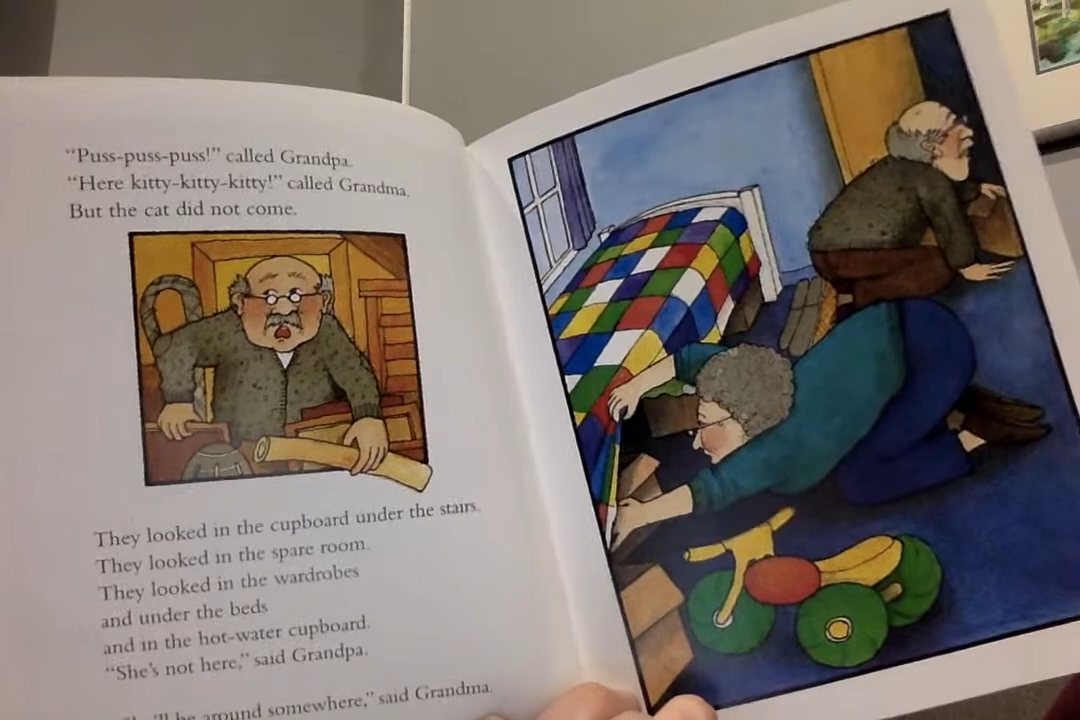 “Puss-puss-puss!” called Grandpa.
“Here kitty-kitty-kitty!” called Grandma.
But the cat did not come.
They looked in the cupboard under the stairs.
They looked in the spare room.
They looked in the wardrobes
and under the beds
and in the hot-water cupboard.
“She’s not here,” said Grandpa.
be around somewhere,” said Grandma.